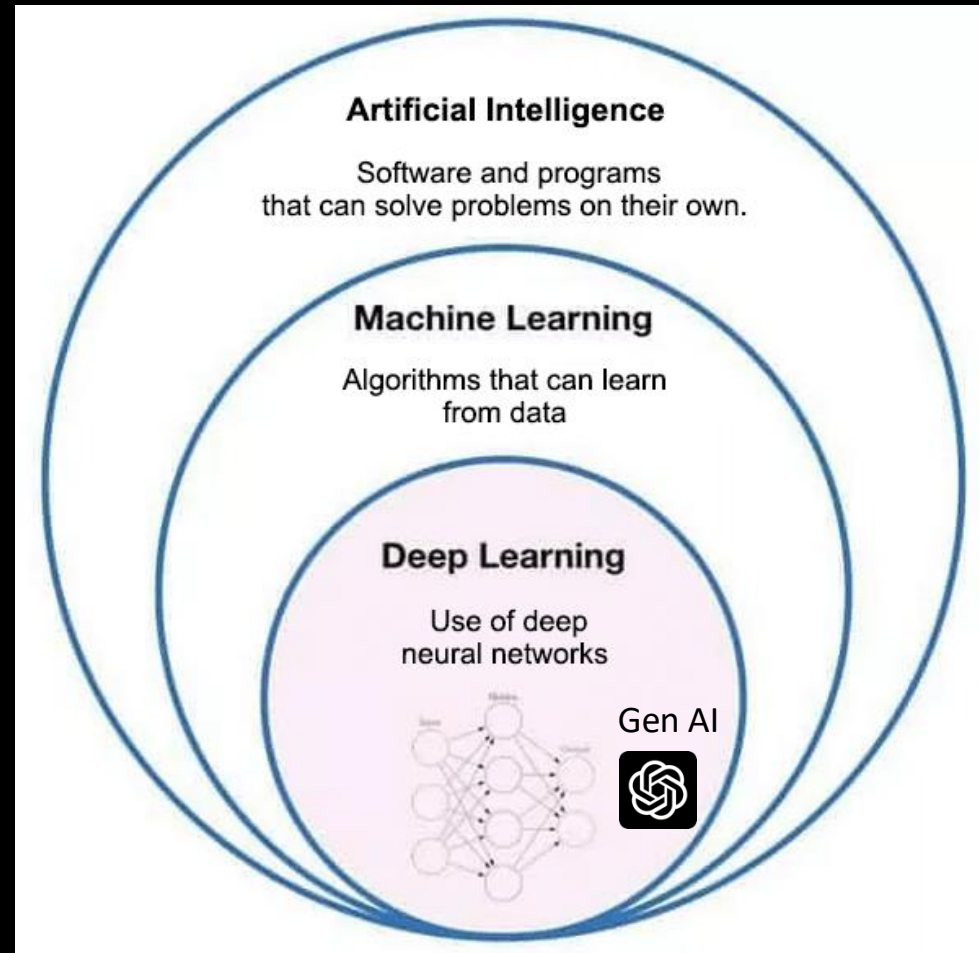 Artificial Intelligence
Software and programs
that can solve problems on their own.
Machine Learning
Algorithms that can learn
from data
Deep Learning
Use of deep
neural networks
Gen AI